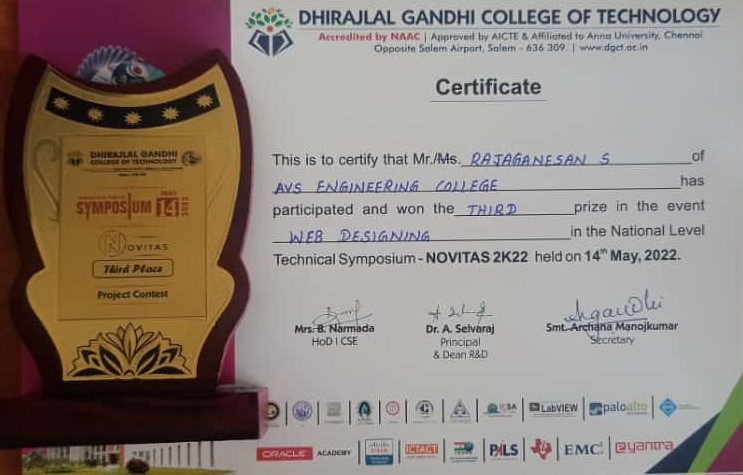 DHIRAJLAL GANDHI COLLEGE OF TECHNOLOGY
Accredited by NAAC | Approved by AICTE & Affiliated to Anna University, Chennai
Opposite Salem Airport, Salem - 636 309. | www.dgct.ac.in
Certificate
This is to certify that Mr./Ms. RAJAGANESAN S of
AVS ENGINEERING COLLEGE has
participated and won the THIRD prize in the event
WEB DESIGNING in the National Level
Technical Symposium - NOVITAS 2K22 held on 14th May, 2022.
Mrs. B. Narmada
HoD I CSE
Dr. A. Selvaraj
Principal
& Dean R&D
Smt. Archana Manojkumar
Secretary
LabVIEW
paloalto
ORACLE ACADEMY
ICTACT
PALS
EMC²
eyantra
DHIRAJLAL GANDHI
COLLEGE OF TECHNOLOGY
SYMPOSIUM MAY 14 2022
NOVITAS
Third Place
Project Contest